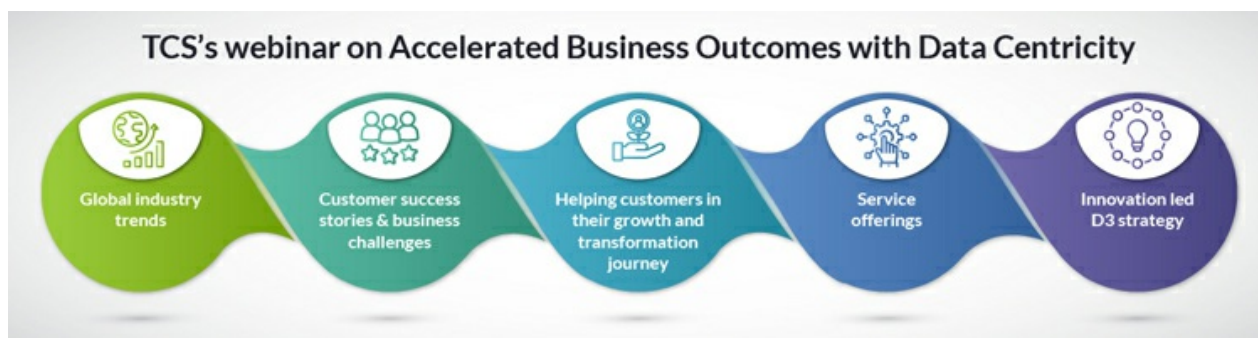 TCS's webinar on Accelerated Business Outcomes with Data Centricity
Global industry
trends
Customer success
stories & business
challenges
Helping customers in
their growth and
transformation
journey
Service
offerings
Innovation led
D3 strategy